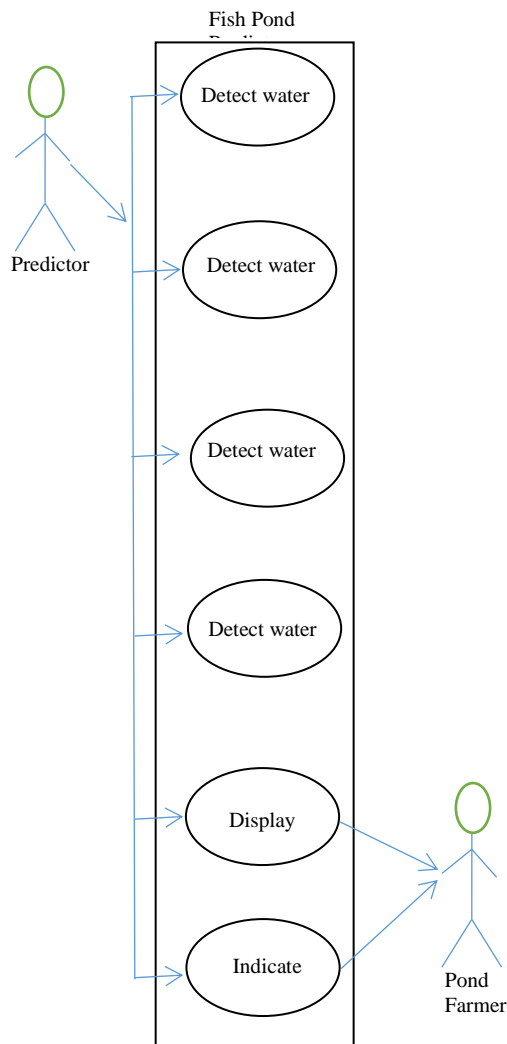 Fish Pond
Detect water
Predictor
Detect water
Detect water
Detect water
Display
Indicate
Pond
Farmer